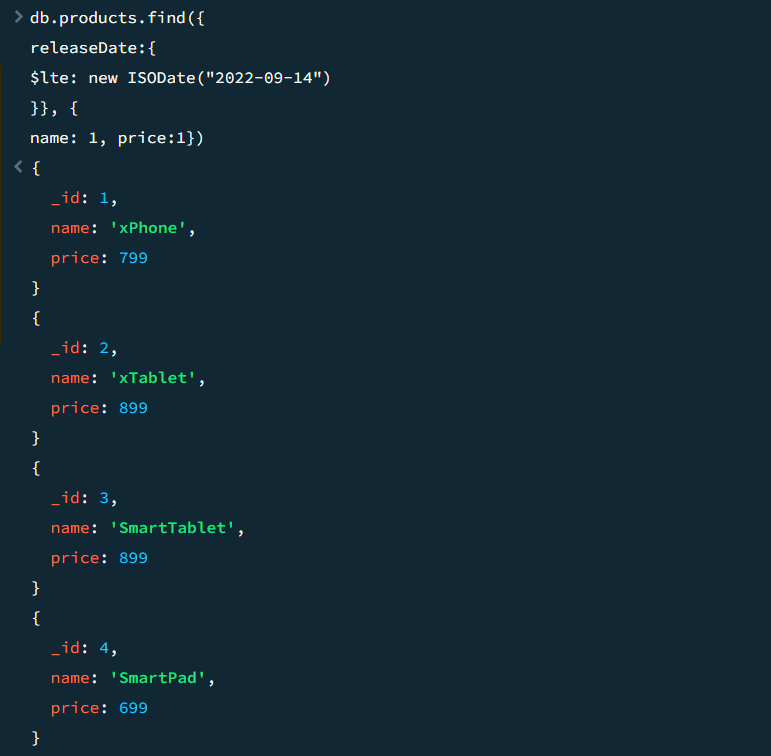 > db.products.find({
releaseDate:{
$lte: new ISODate("2022-09-14")
}}, {
name: 1, price:1})
< {
_id: 1,
name: 'xPhone',
price: 799
}
{
_id: 2,
name: 'xTablet',
price: 899
}
{
_id: 3,
name: 'SmartTablet',
price: 899
}
{
_id: 4,
name: 'SmartPad',
price: 699
}